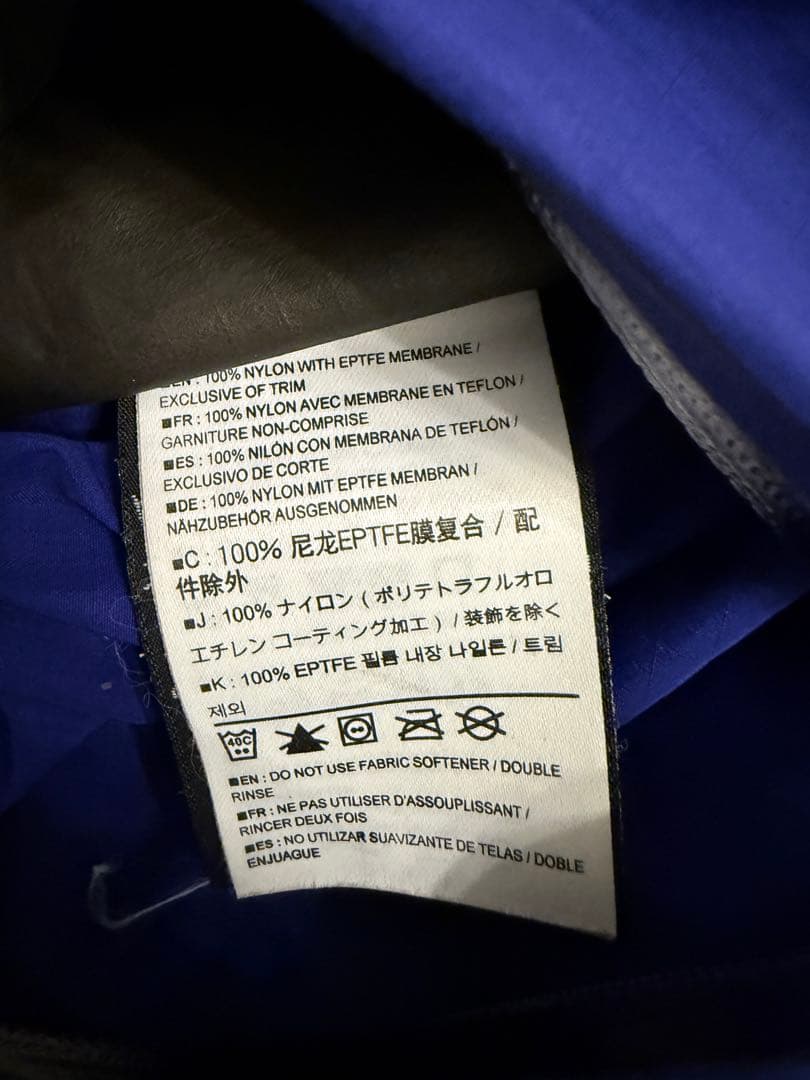 EN : 100% NYLON WITH EPTFE MEMBRANE /
EXCLUSIVE OF TRIM
■FR : 100% NYLON AVEC MEMBRANE EN TEFLON /
GARNITURE NON-COMPRISE
■ES : 100% NILÓN CON MEMBRANA DE TEFLÓN /
EXCLUSIVO DE CORTE
■DE : 100% NYLON MIT EPTFE MEMBRAN /
NÄHZUBEHÖR AUSGENOMMEN
■C : 100% 尼龙EPTFE膜复合 / 配
件除外
■J : 100% ナイロン ( ポリテトラフルオロ
エチレン コーティング加工 ) / 装飾を除く
■K : 100% EPTFE 필름 내장 나일론 / 트림
제외
40C
■EN : DO NOT USE FABRIC SOFTENER / DOUBLE
RINSE
■FR : NE PAS UTILISER D'ASSOUPLISSANT /
RINCER DEUX FOIS
■ES : NO UTILIZAR SUAVIZANTE DE TELAS / DOBLE
ENJUAGUE